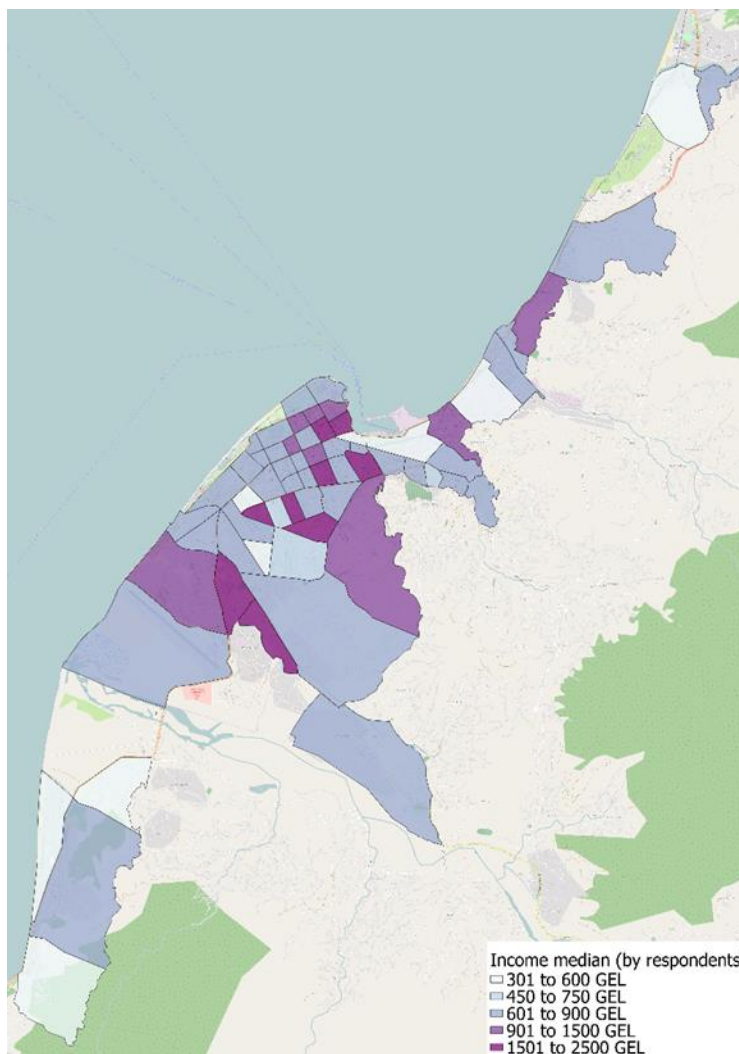 Income median (by respondents
301 to 600 GEL
450 to 750 GEL
601 to 900 GEL
901 to 1500 GEL
1501 to 2500 GEL